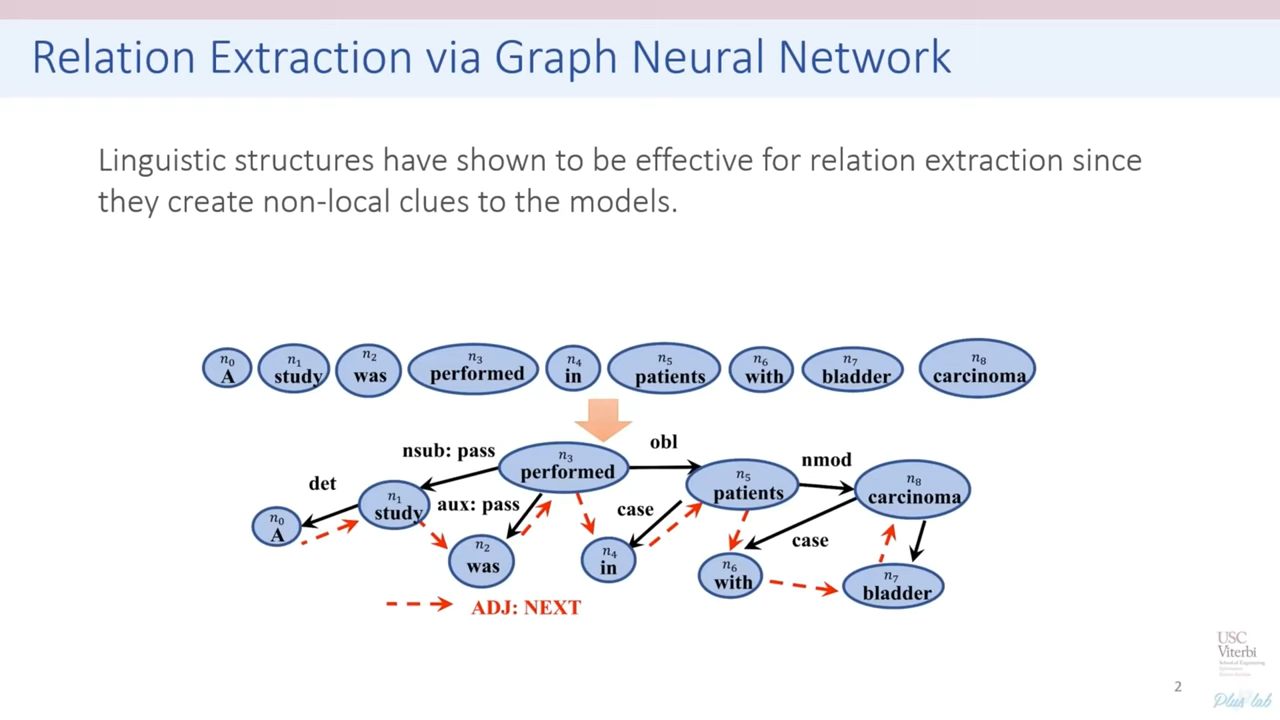 Relation Extraction via Graph Neural Network
Linguistic structures have shown to be effective for relation extraction since
they create non-local clues to the models.
n0 n1 n2 n3 n4 n5 n6 n7 n8
A study was performed in patients with bladder carcinoma
nsub: pass
obl
n3
performed
nmod
det
n1
study
aux: pass
case
n5
patients
n8
carcinoma
n0
A
n2
was
n4
in
case
n6
with
n7
bladder
ADJ: NEXT
USC
Viterbi
School of Engineering
2
Plus lab